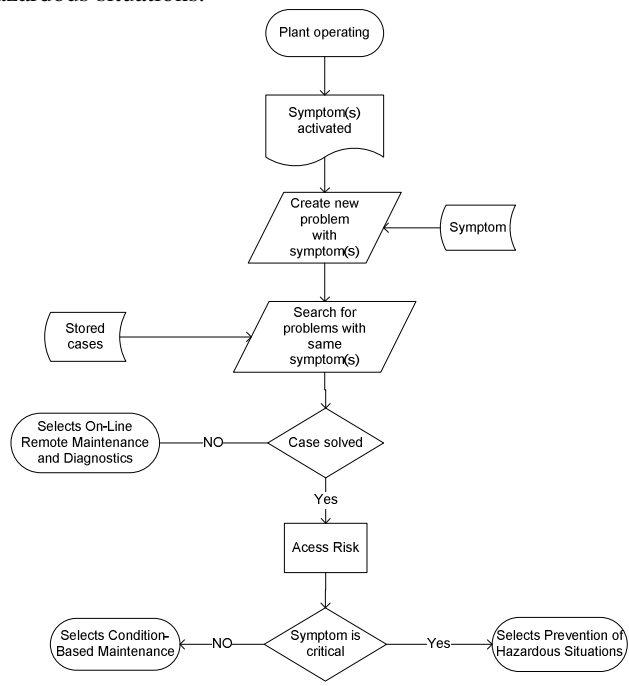 azardous situations.
Plant operating
Symptom(s)
activated
Create new
problem
with
symptom(s)
Symptom
Search for
problems with
same
symptom(s)
Stored
cases
Case solved
NO
Selects On-Line
Remote Maintenance
and Diagnostics
Yes
Acess Risk
Symptom is
critical
NO
Selects Condition-
Based Maintenance
Yes
Selects Prevention of
Hazardous Situations